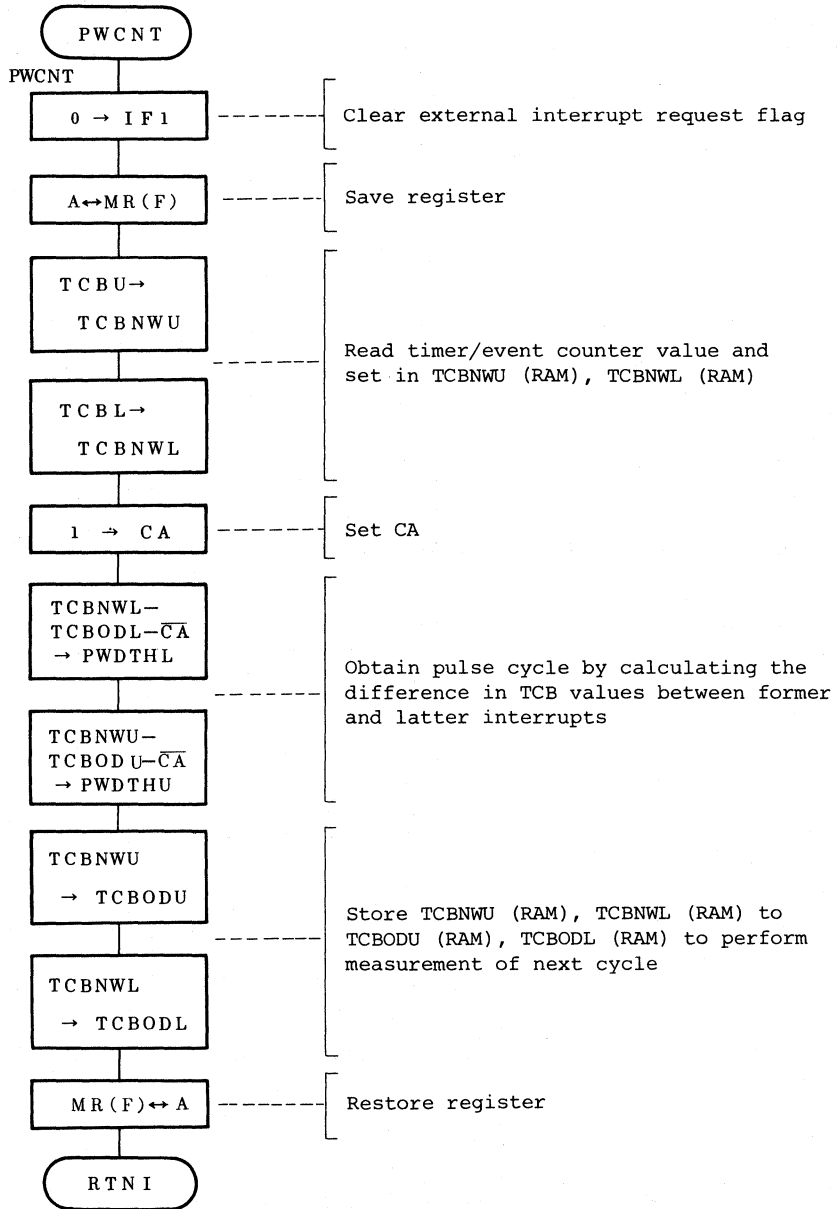 PWCNT
PWCNT
0 → IF1
Clear external interrupt request flag
A↔MR(F)
Save register
TCBU→
TCBNWU
TCBL→
TCBNWL
Read timer/event counter value and
set in TCBNWU (RAM), TCBNWL (RAM)
1 → CA
Set CA
TCBNWL−
TCBODL−C̅A̅
→ PWDTHL
TCBNWU−
TCBODU−C̅A̅
→ PWDTHU
Obtain pulse cycle by calculating the
difference in TCB values between former
and latter interrupts
TCBNWU
→ TCBODU
TCBNWL
→ TCBODL
Store TCBNWU (RAM), TCBNWL (RAM) to
TCBODU (RAM), TCBODL (RAM) to perform
measurement of next cycle
MR(F)↔A
Restore register
RTNI